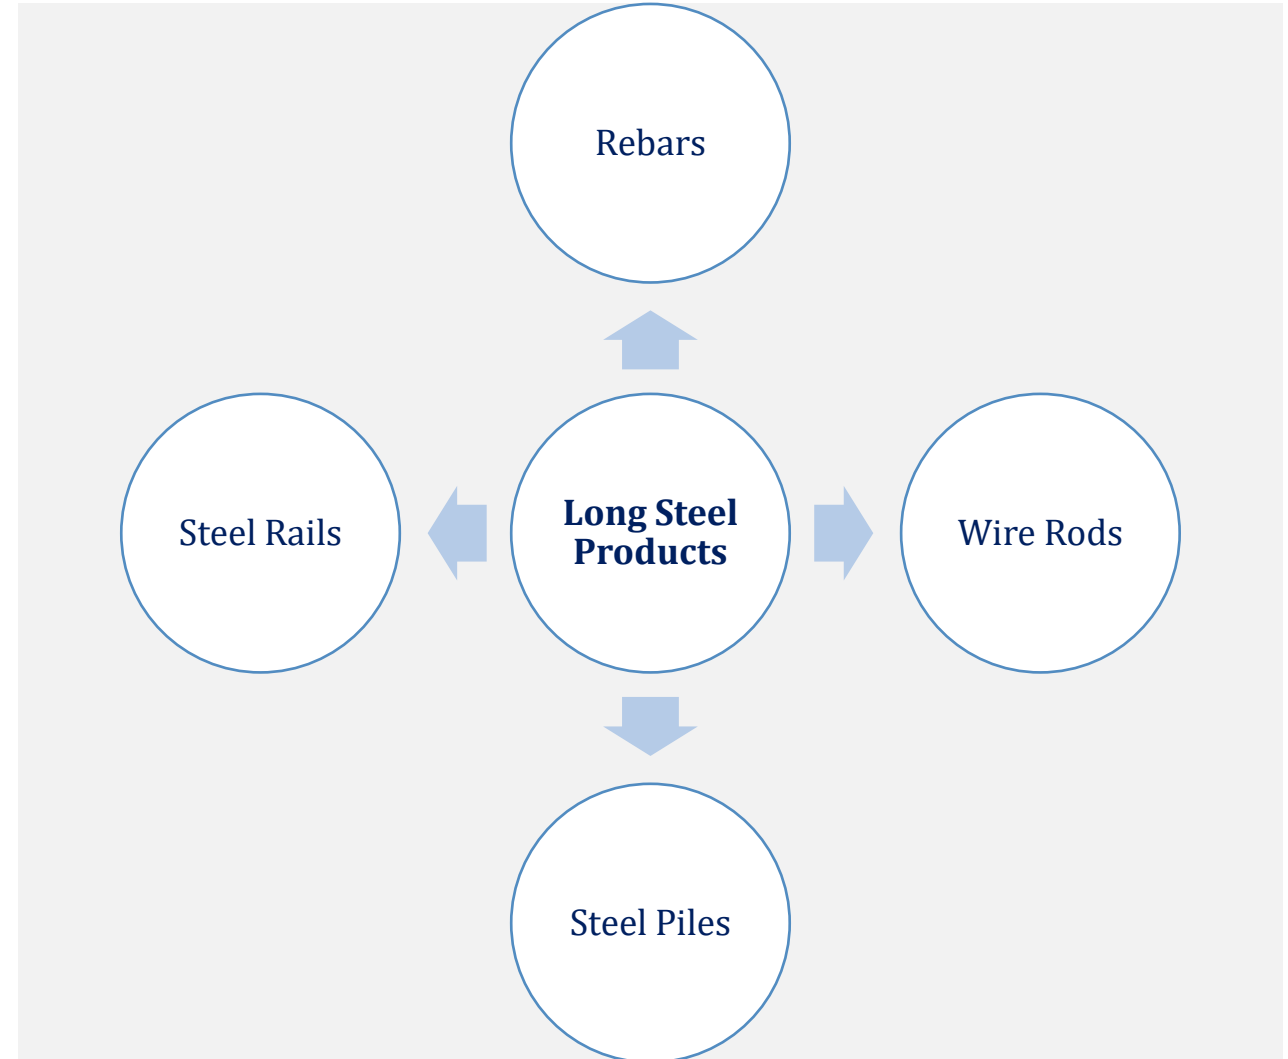 Rebars
Steel Rails
Long Steel
Products
Wire Rods
Steel Piles